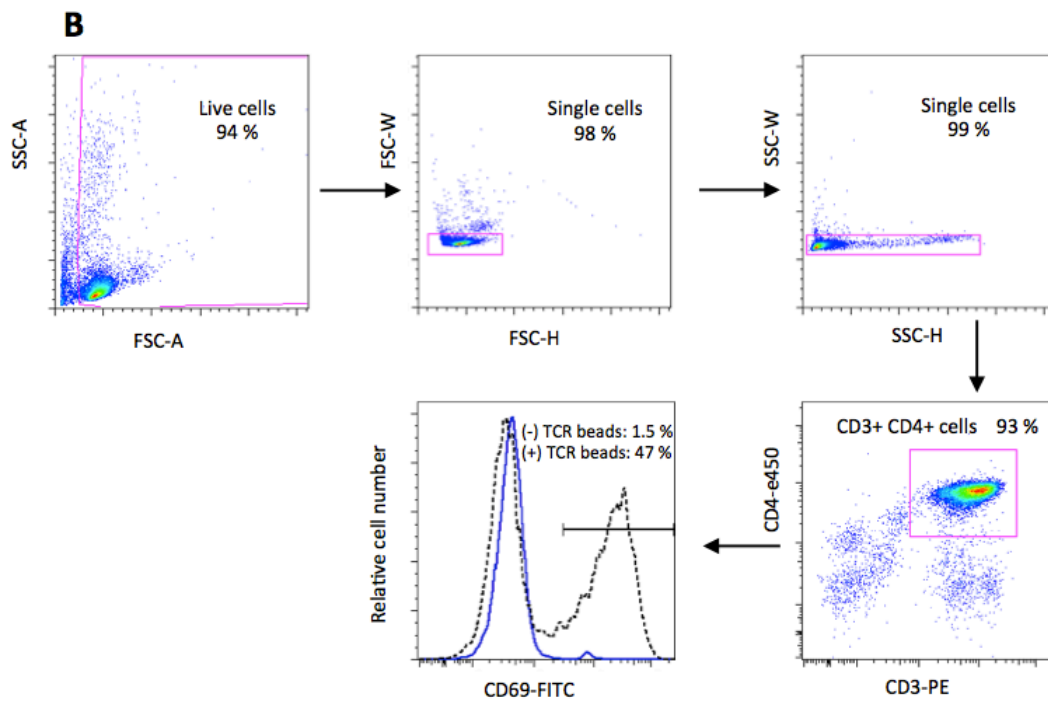 B
SSC-A
Live cells
94 %
FSC-A
FSC-W
Single cells
98 %
FSC-H
SSC-W
Single cells
99 %
SSC-H
Relative cell number
(-) TCR beads: 1.5 %
(+) TCR beads: 47 %
CD69-FITC
CD4-e450
CD3+ CD4+ cells 93 %
CD3-PE